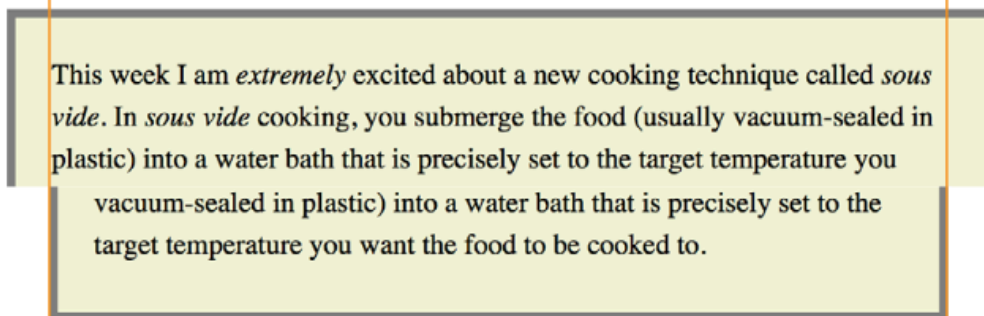 This week I am extremely excited about a new cooking technique called sous
vide. In sous vide cooking, you submerge the food (usually vacuum-sealed in
plastic) into a water bath that is precisely set to the target temperature you
vacuum-sealed in plastic) into a water bath that is precisely set to the
target temperature you want the food to be cooked to.